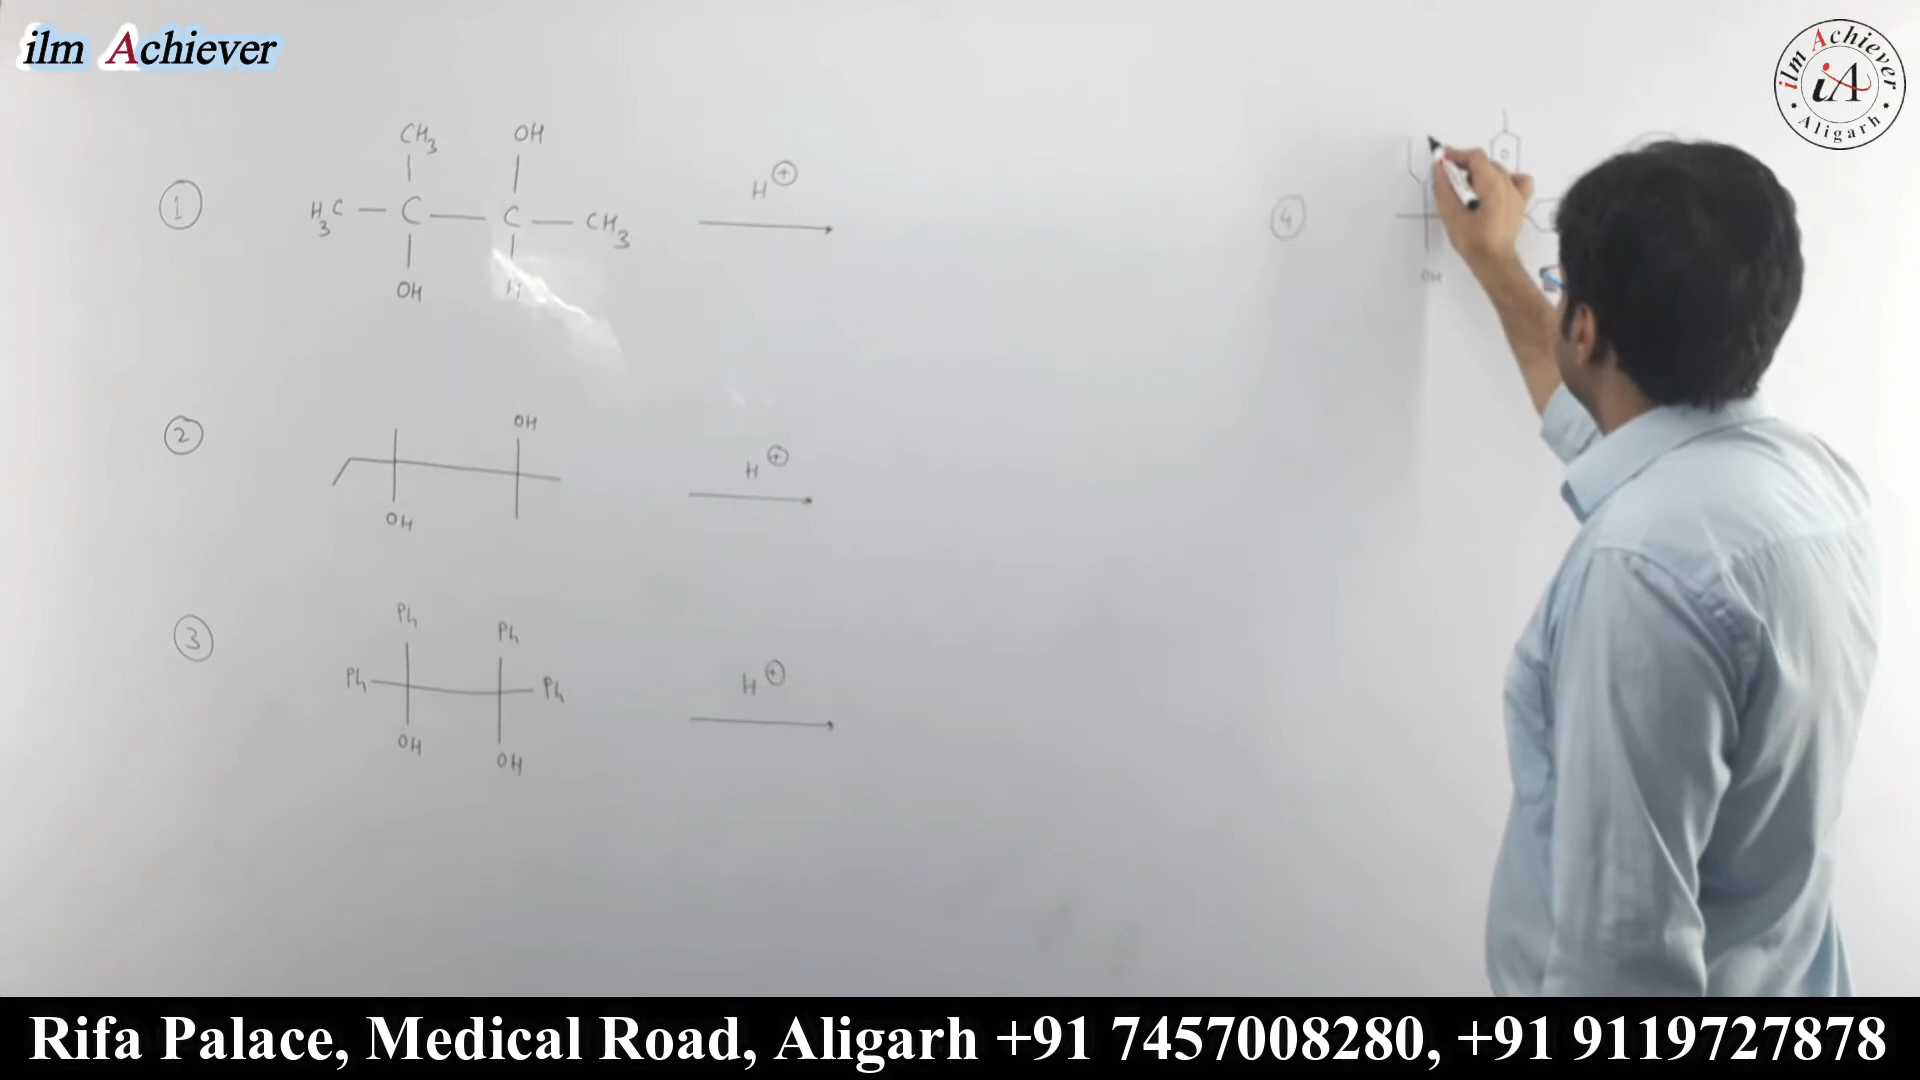 ilm Achiever
ilm Achiever
iA
Aligarh
1
CH3 OH
H3C — C — C — CH3
OH H
H⊕
2
OH
OH
H⊕
3
Ph Ph
Ph Ph
OH OH
H⊕
4
OH
Rifa Palace, Medical Road, Aligarh +91 7457008280, +91 9119727878